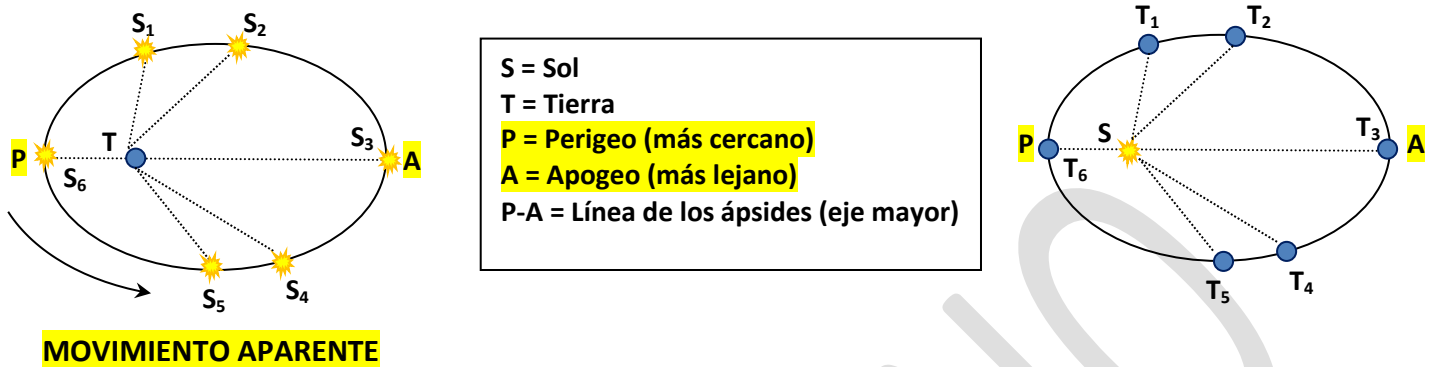 S₁ S₂
T S₃
P A
S₆
S₅ S₄
MOVIMIENTO APARENTE
S = Sol
T = Tierra
P = Perigeo (más cercano)
A = Apogeo (más lejano)
P-A = Línea de los ápsides (eje mayor)
T₁ T₂
S T₃
P A
T₆
T₅ T₄